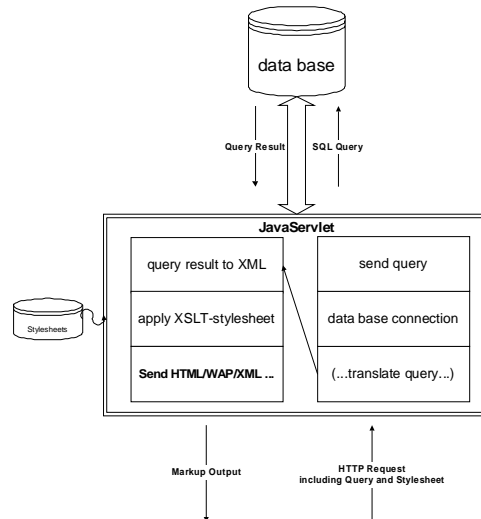 data base
Query Result
SQL Query
JavaServlet
query result to XML
send query
Stylesheets
apply XSLT-stylesheet
data base connection
Send HTML/WAP/XML ...
(...translate query...)
Markup Output
HTTP Request
including Query and Stylesheet